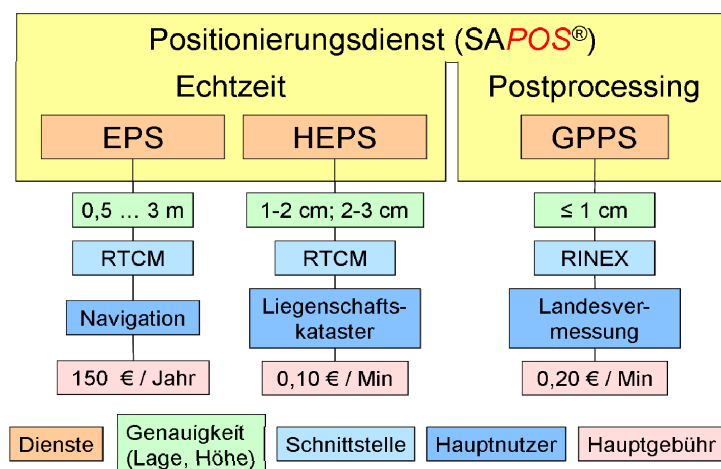 Positionierungsdienst (SAPOS®)
Echtzeit
Postprocessing
EPS
HEPS
GPPS
0,5 ... 3 m
1-2 cm; 2-3 cm
≤ 1 cm
RTCM
RTCM
RINEX
Navigation
Liegenschafts-
kataster
Landesver-
messung
150 € / Jahr
0,10 € / Min
0,20 € / Min
Dienste
Genauigkeit
(Lage, Höhe)
Schnittstelle
Hauptnutzer
Hauptgebühr